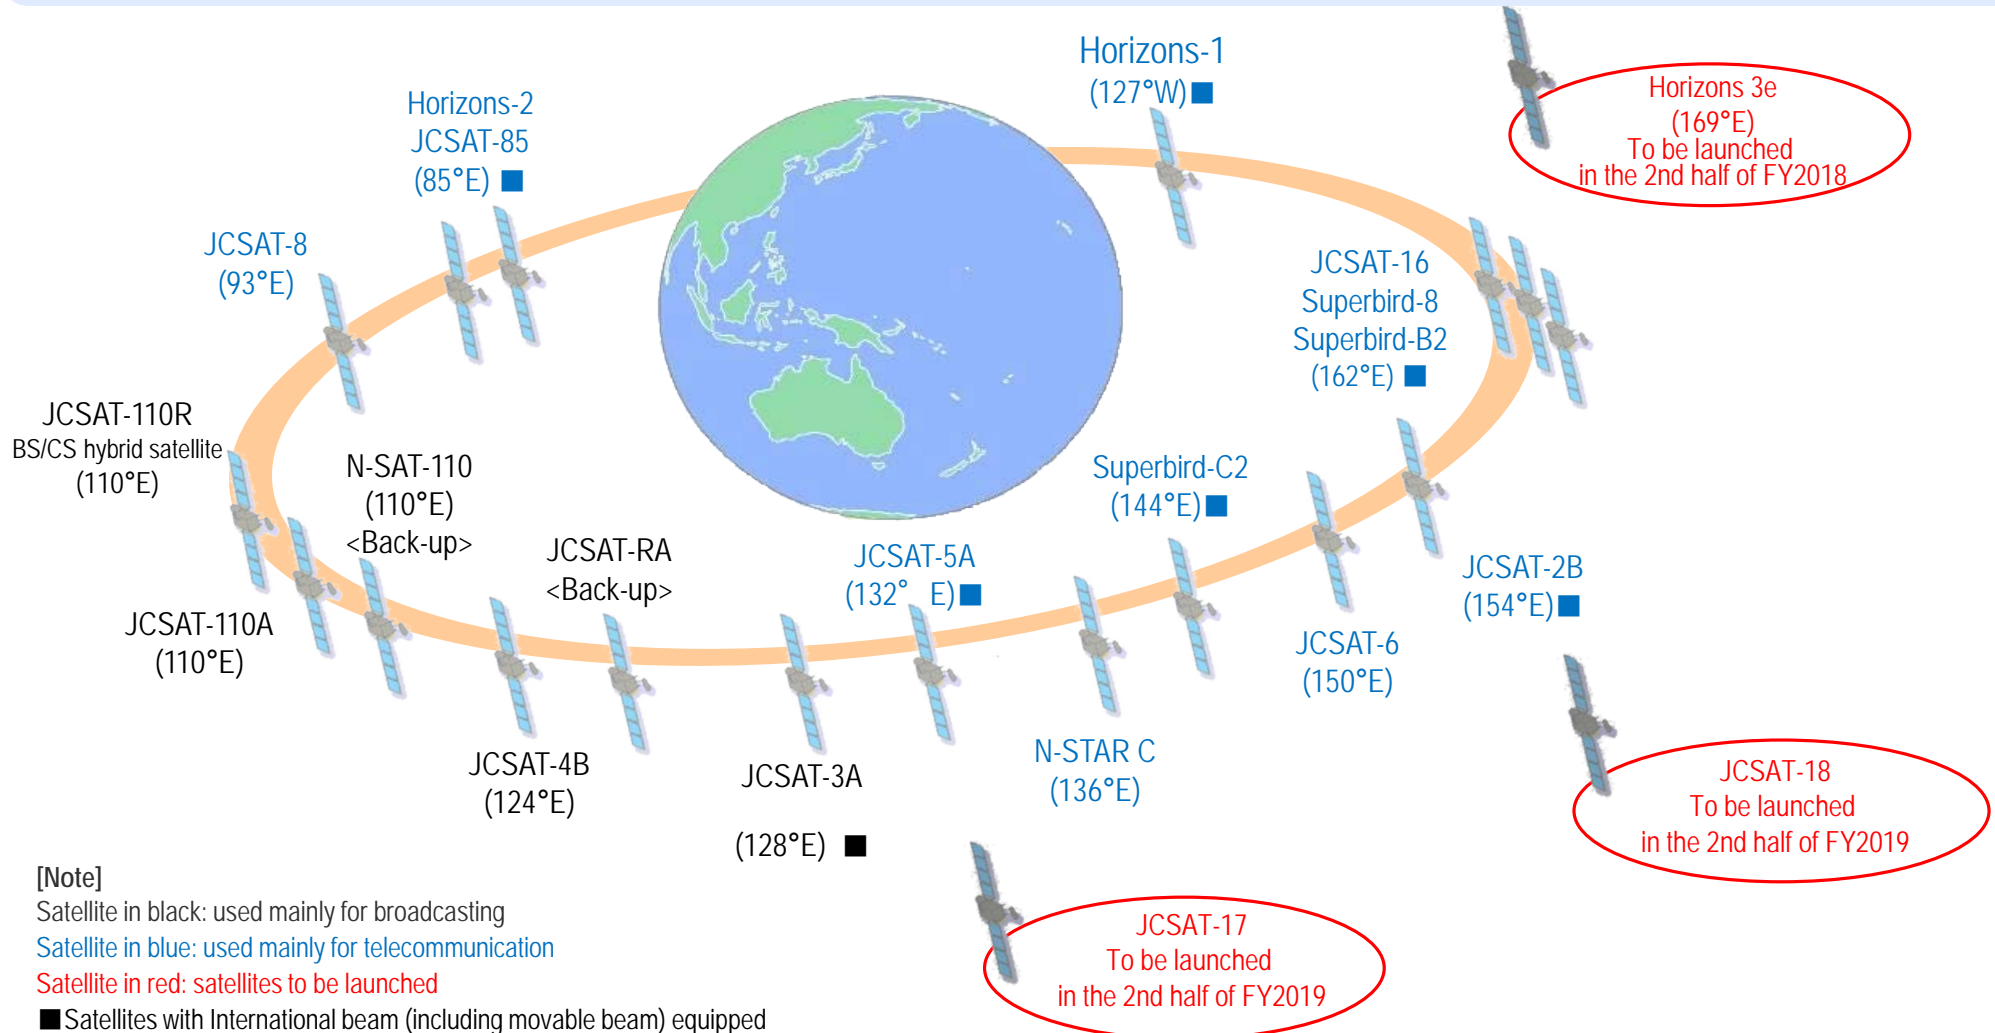 Horizons-1
(127°W)■
Horizons 3e
(169°E)
To be launched
in the 2nd half of FY2018
Horizons-2
JCSAT-85
(85°E) ■
JCSAT-8
(93°E)
JCSAT-16
Superbird-8
Superbird-B2
(162°E) ■
JCSAT-110R
BS/CS hybrid satellite
(110°E)
N-SAT-110
(110°E)
<Back-up>
Superbird-C2
(144°E)■
JCSAT-RA
<Back-up>
JCSAT-5A
(132° E)■
JCSAT-2B
(154°E)■
JCSAT-110A
(110°E)
JCSAT-6
(150°E)
JCSAT-4B
(124°E)
JCSAT-3A
(128°E) ■
N-STAR C
(136°E)
JCSAT-18
To be launched
in the 2nd half of FY2019
JCSAT-17
To be launched
in the 2nd half of FY2019
[Note]
Satellite in black: used mainly for broadcasting
Satellite in blue: used mainly for telecommunication
Satellite in red: satellites to be launched
■Satellites with International beam (including movable beam) equipped